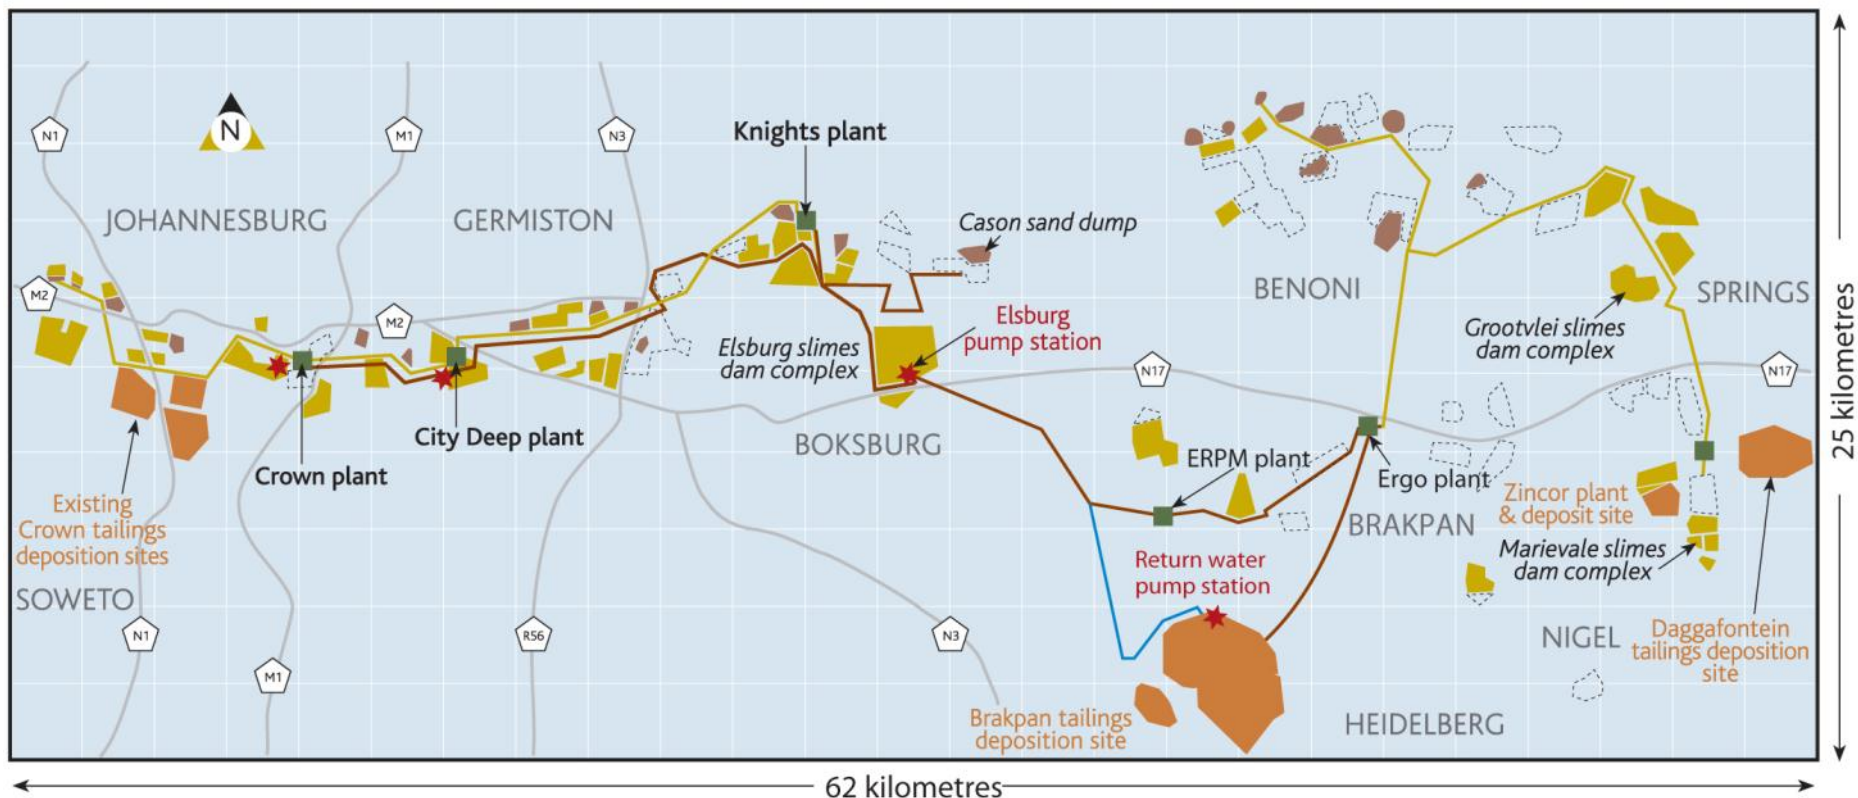 N1
M1
N3
N
Knights plant
JOHANNESBURG
GERMISTON
Cason sand dump
BENONI
SPRINGS
M2
M2
Elsburg
pump station
Elsburg slimes
dam complex
Grootvlei slimes
dam complex
N17
N17
25 kilometres
City Deep plant
BOKSBURG
Crown plant
ERPM plant
Ergo plant
Existing
Crown tailings
deposition sites
Zincor plant
& deposit site
BRAKPAN
Marievale slimes
dam complex
Return water
pump station
SOWETO
N1
R56
N3
NIGEL
Daggafontein
tailings deposition
site
M1
Brakpan tailings
deposition site
HEIDELBERG
62 kilometres